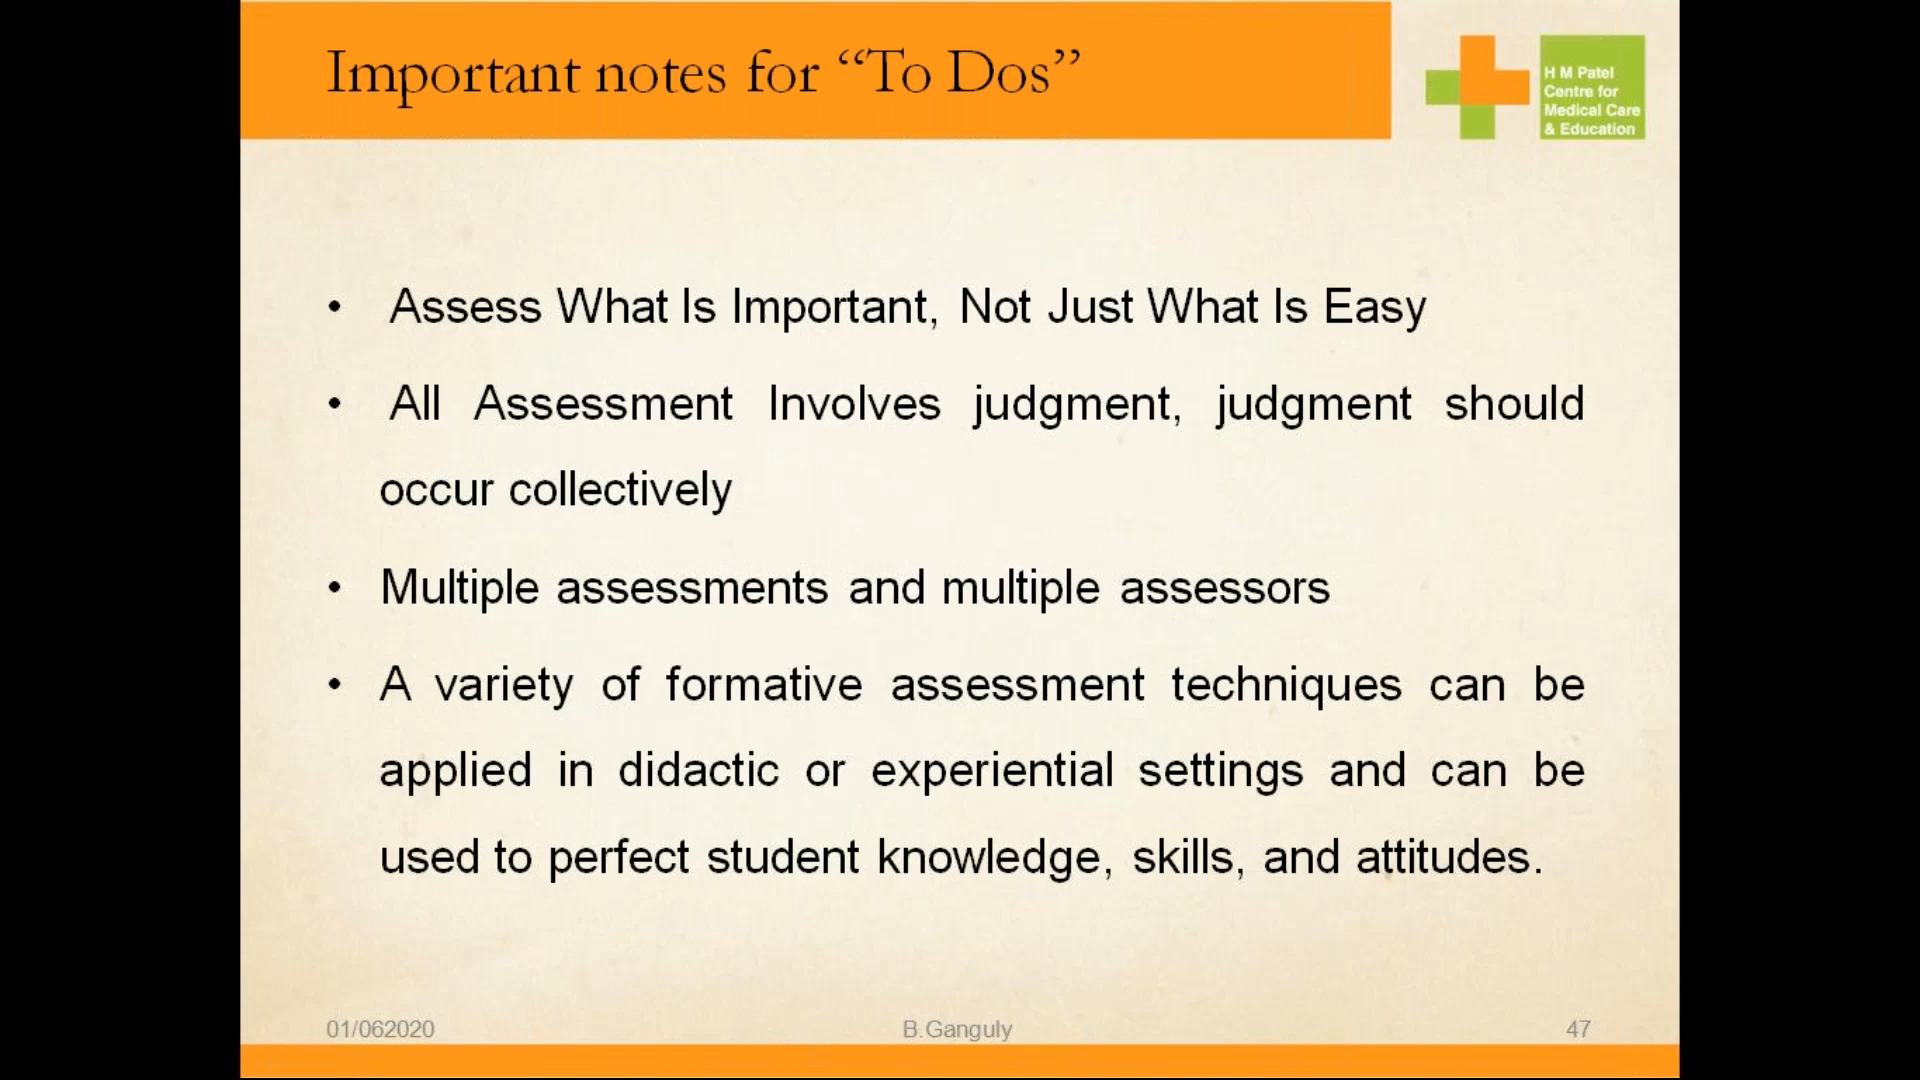 Important notes for “To Dos”
H M Patel
Centre for
Medical Care
& Education
• Assess What Is Important, Not Just What Is Easy
• All Assessment Involves judgment, judgment should
occur collectively
• Multiple assessments and multiple assessors
• A variety of formative assessment techniques can be
applied in didactic or experiential settings and can be
used to perfect student knowledge, skills, and attitudes.
01/062020
B.Ganguly
47